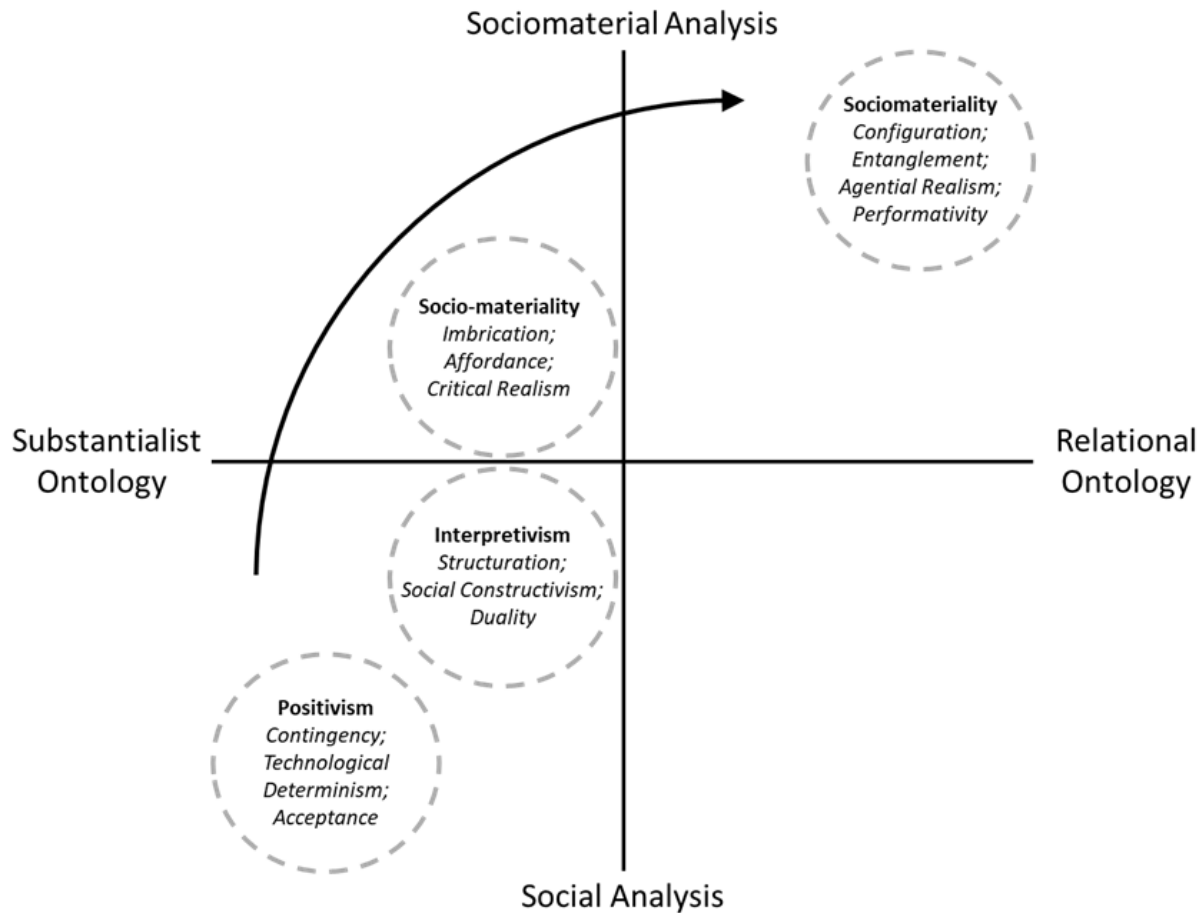 Sociomaterial Analysis
Sociomateriality
Configuration;
Entanglement;
Agential Realism;
Performativity
Socio-materiality
Imbrication;
Affordance;
Critical Realism
Substantialist
Ontology
Relational
Ontology
Interpretivism
Structuration;
Social Constructivism;
Duality
Positivism
Contingency;
Technological
Determinism;
Acceptance
Social Analysis